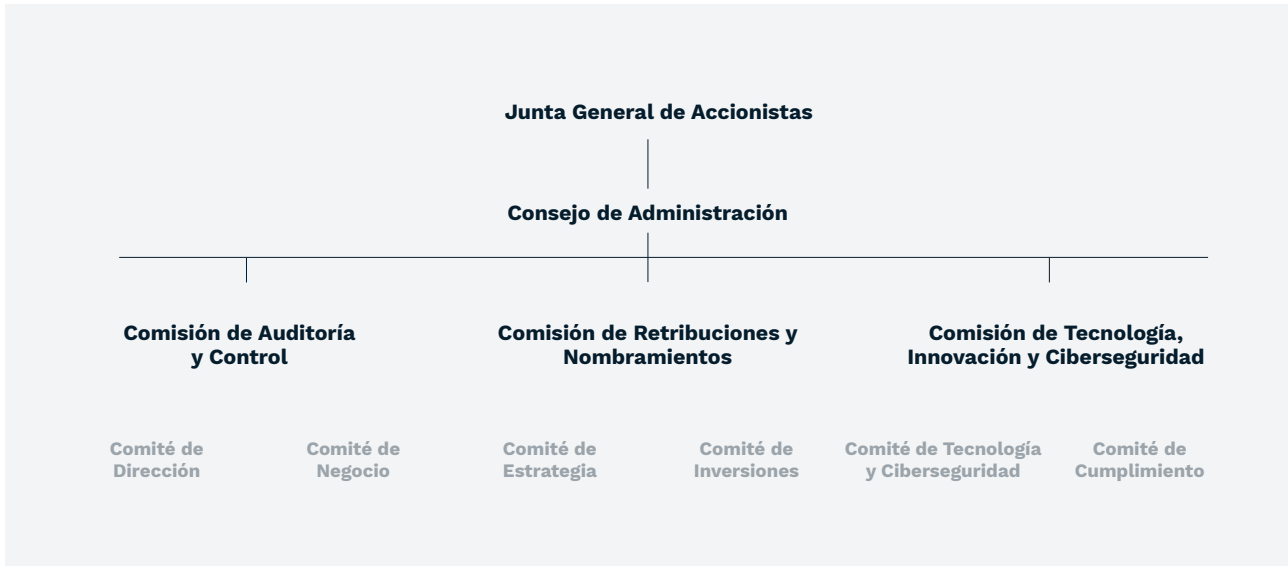 Junta General de Accionistas
Consejo de Administración
Comisión de Auditoría
y Control
Comisión de Retribuciones y
Nombramientos
Comisión de Tecnología,
Innovación y Ciberseguridad
Comité de
Dirección
Comité de
Negocio
Comité de
Estrategia
Comité de
Inversiones
Comité de Tecnología
y Ciberseguridad
Comité de
Cumplimiento